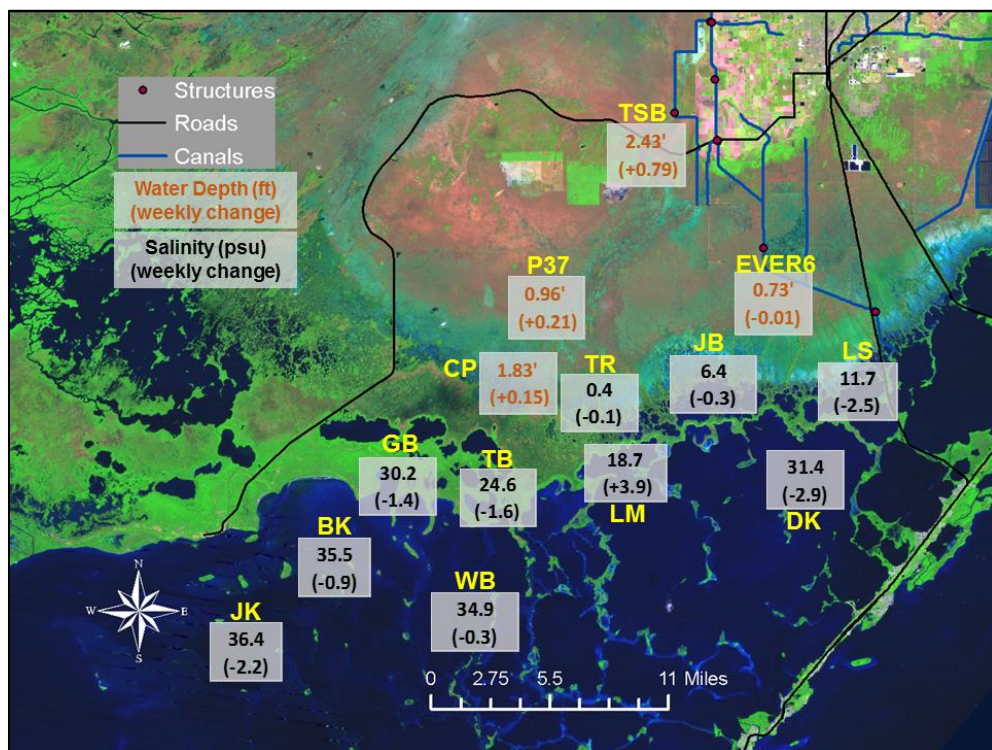 Structures
Roads
Canals
Water Depth (ft)
(weekly change)
Salinity (psu)
(weekly change)
TSB
2.43'
(+0.79)
P37
0.96'
(+0.21)
EVER6
0.73'
(-0.01)
CP
1.83'
(+0.15)
TR
0.4
(-0.1)
JB
6.4
(-0.3)
LS
11.7
(-2.5)
GB
30.2
(-1.4)
TB
24.6
(-1.6)
18.7
(+3.9)
LM
31.4
(-2.9)
DK
BK
35.5
(-0.9)
WB
34.9
(-0.3)
JK
36.4
(-2.2)
N
W E
S
0 2.75 5.5 11 Miles